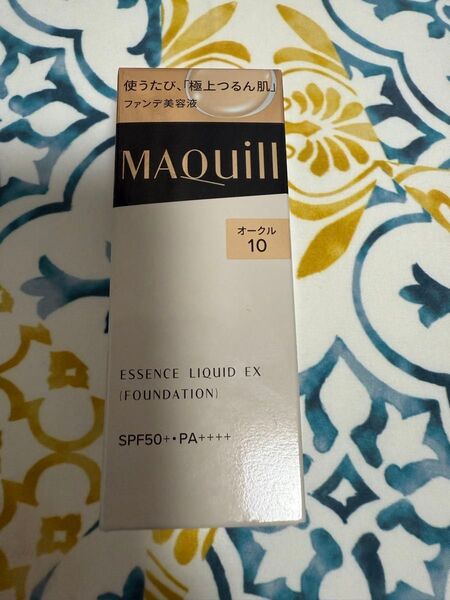 使うたび、「極上つるん肌」
ファンデ美容液
MAQuill
オークル
10
ESSENCE LIQUID EX
(FOUNDATION)
SPF50+・PA++++